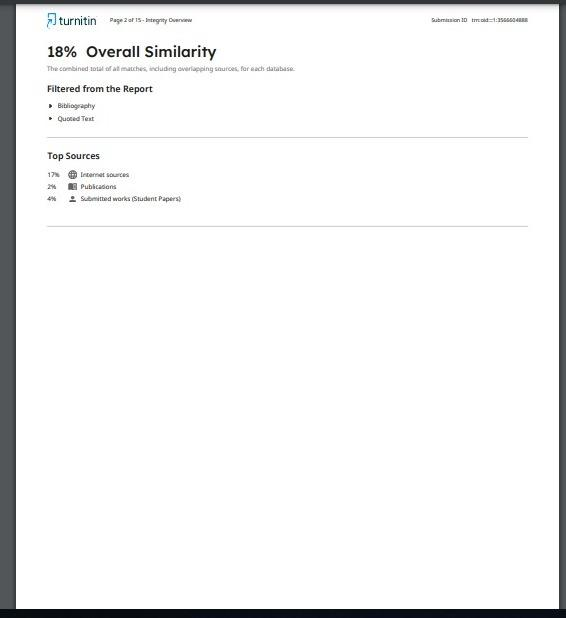 turnitin Page 2 of 15 - Integrity Overview Submission ID trn:oid:::1:3566604888
18% Overall Similarity
The combined total of all matches, including overlapping sources, for each database.
Filtered from the Report
Bibliography
Quoted Text
Top Sources
17% Internet sources
2% Publications
4% Submitted works (Student Papers)